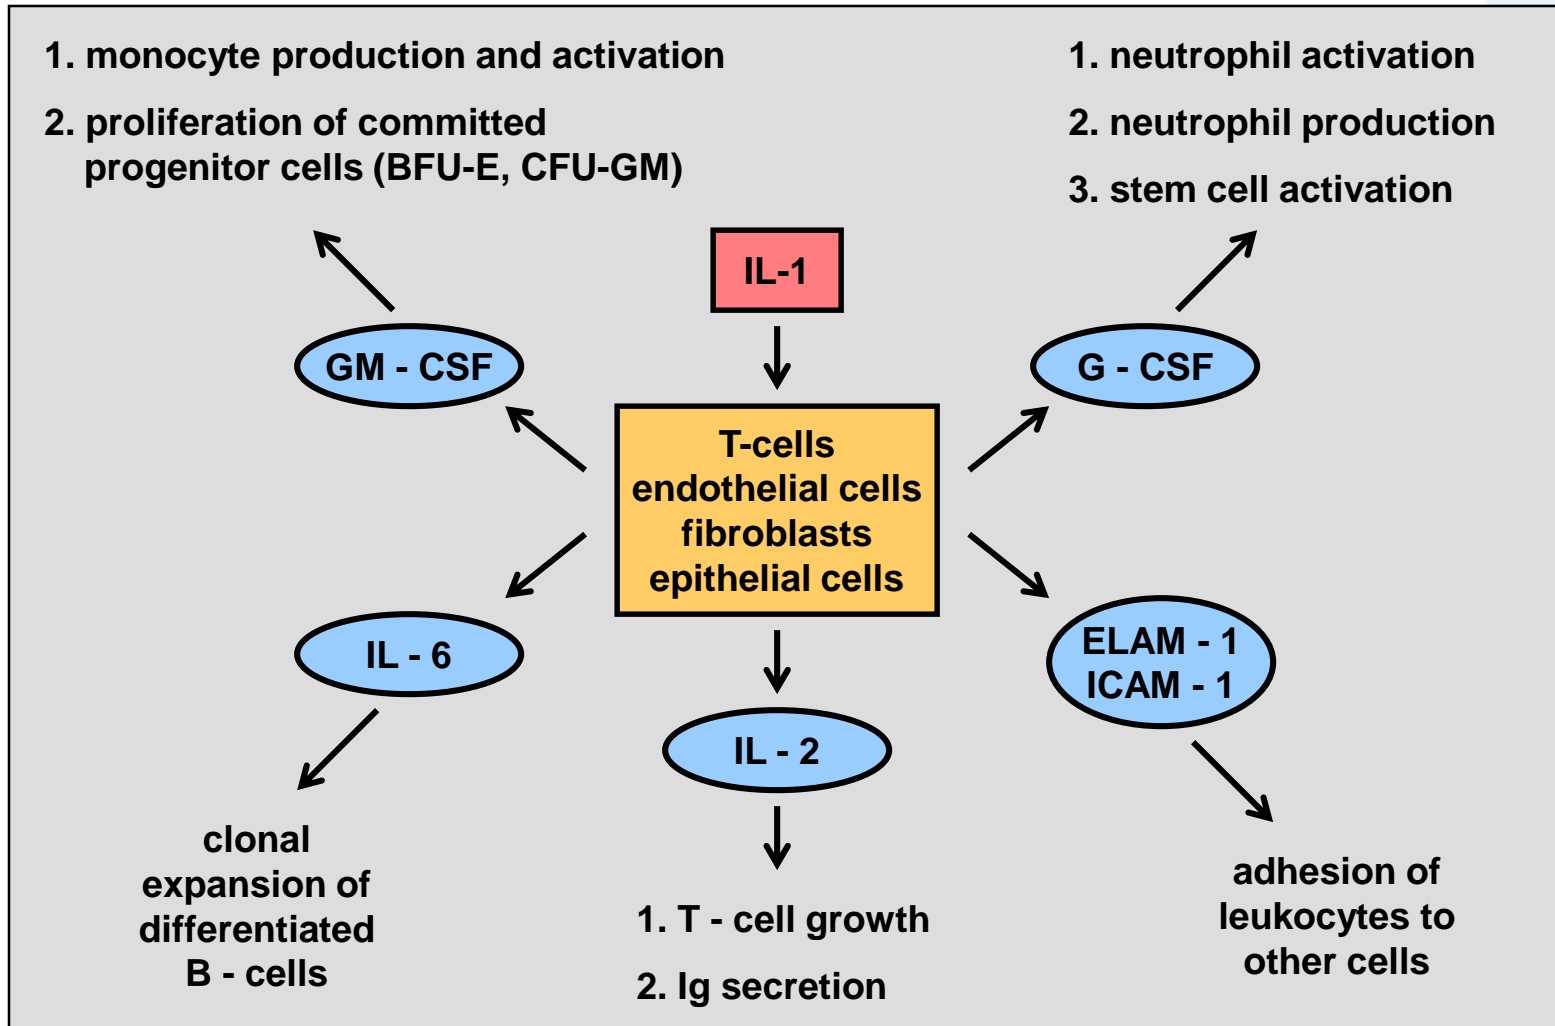 1. monocyte production and activation
2. proliferation of committed
progenitor cells (BFU-E, CFU-GM)
1. neutrophil activation
2. neutrophil production
3. stem cell activation
IL-1
GM - CSF
G - CSF
T-cells
endothelial cells
fibroblasts
epithelial cells
IL - 6
ELAM - 1
ICAM - 1
IL - 2
clonal
expansion of
differentiated
B - cells
1. T - cell growth
2. Ig secretion
adhesion of
leukocytes to
other cells